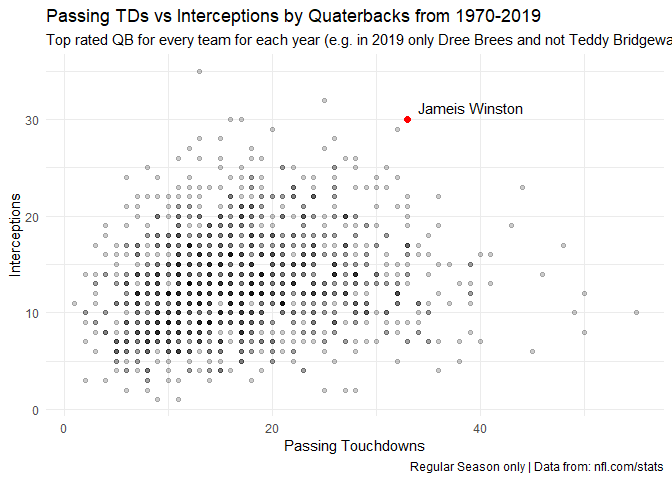 Passing TDs vs Interceptions by Quaterbacks from 1970-2019
Top rated QB for every team for each year (e.g. in 2019 only Dree Brees and not Teddy Bridgewa
Jameis Winston
30
20
10
0
Interceptions
0 20 40
Passing Touchdowns
Regular Season only | Data from: nfl.com/stats